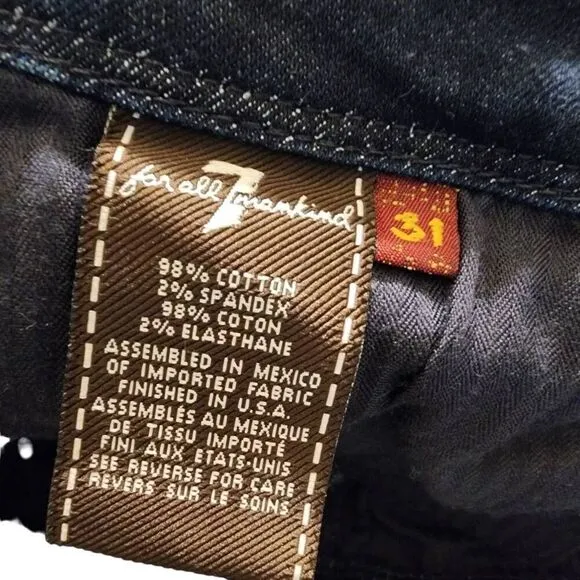 for all 7 mankind
31
98% COTTON
2% SPANDEX
98% COTON
2% ELASTHANE
ASSEMBLED IN MEXICO
OF IMPORTED FABRIC
FINISHED IN U.S.A.
ASSEMBLÉS AU MEXIQUE
DE TISSU IMPORTÉ
FINI AUX ETATS-UNIS
SEE REVERSE FOR CARE
REVERS SUR LE SOINS